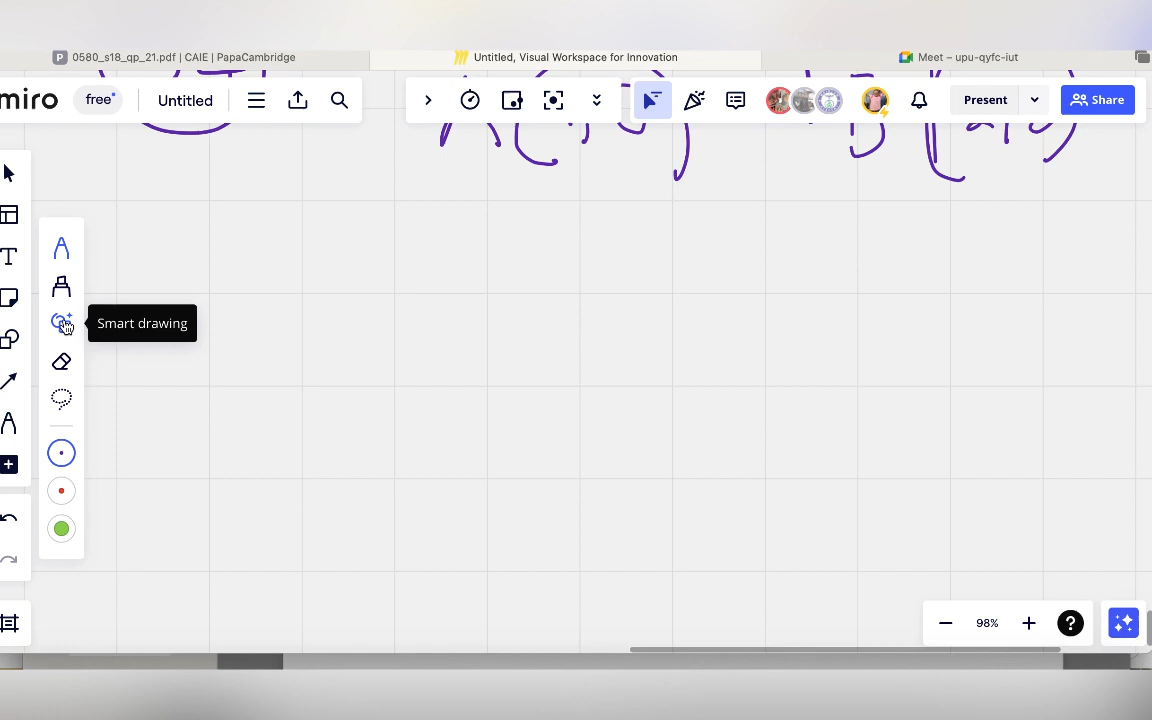 0580_s18_qp_21.pdf | CAIE | PapaCambridge
Untitled, Visual Workspace for Innovation
Meet – upu-qyfc-iut
miro
free
Untitled
Present
Share
Smart drawing
98%